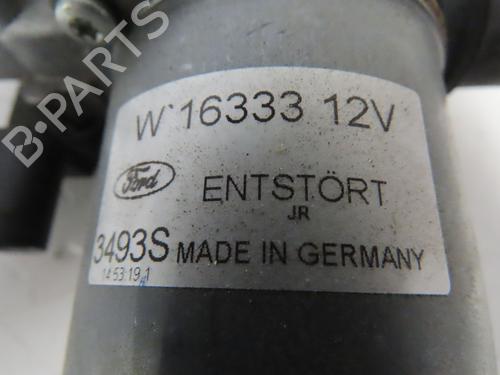 B-PARTS
W`16333 12V
Ford
ENTSTÖRT
JR
3493S MADE IN GERMANY
14 53 19 1